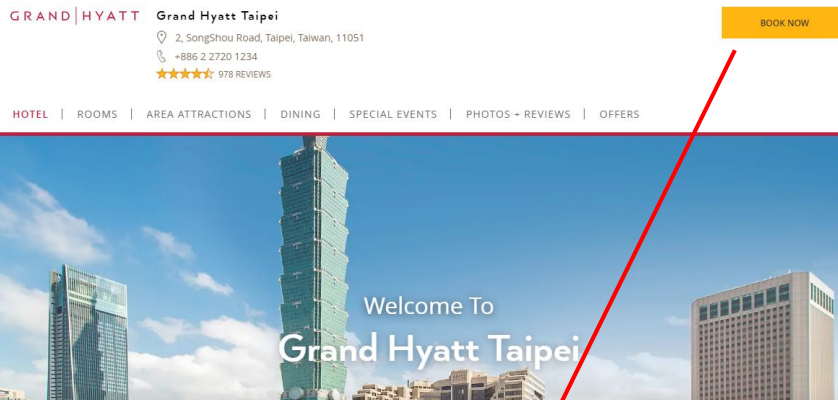 GRAND|HYATT
Grand Hyatt Taipei
2, SongShou Road, Taipei, Taiwan, 11051
+886 2 2720 1234
978 REVIEWS
BOOK NOW
HOTEL | ROOMS | AREA ATTRACTIONS | DINING | SPECIAL EVENTS | PHOTOS + REVIEWS | OFFERS
Welcome To
Grand Hyatt Taipei